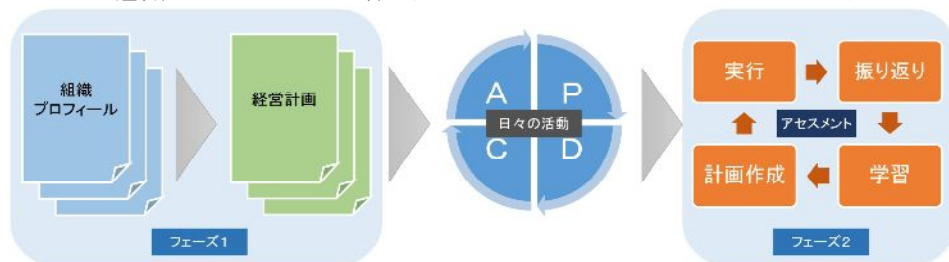 組織
プロフィール
経営計画
フェーズ1
A
P
日々の活動
C
D
実行
振り返り
アセスメント
計画作成
学習
フェーズ2